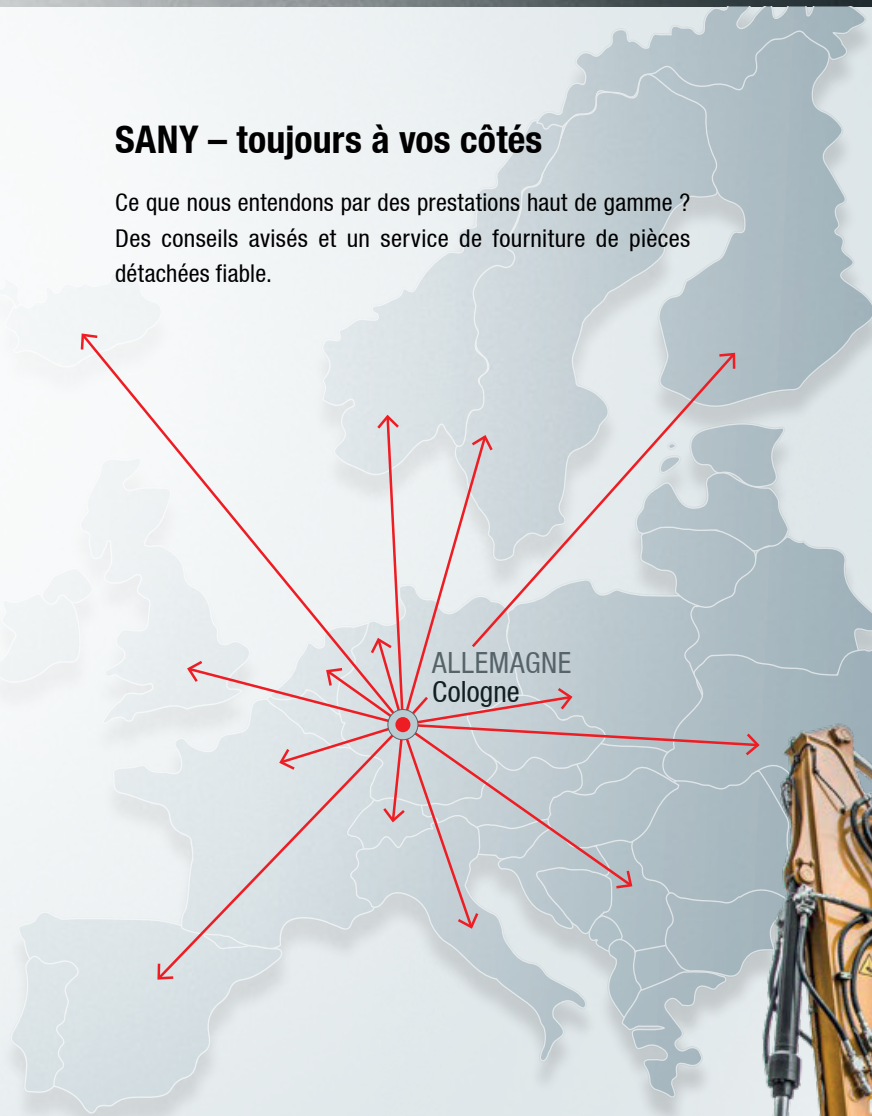 SANY – toujours à vos côtés
Ce que nous entendons par des prestations haut de gamme ?
Des conseils avisés et un service de fourniture de pièces
détachées fiable.
ALLEMAGNE
Cologne